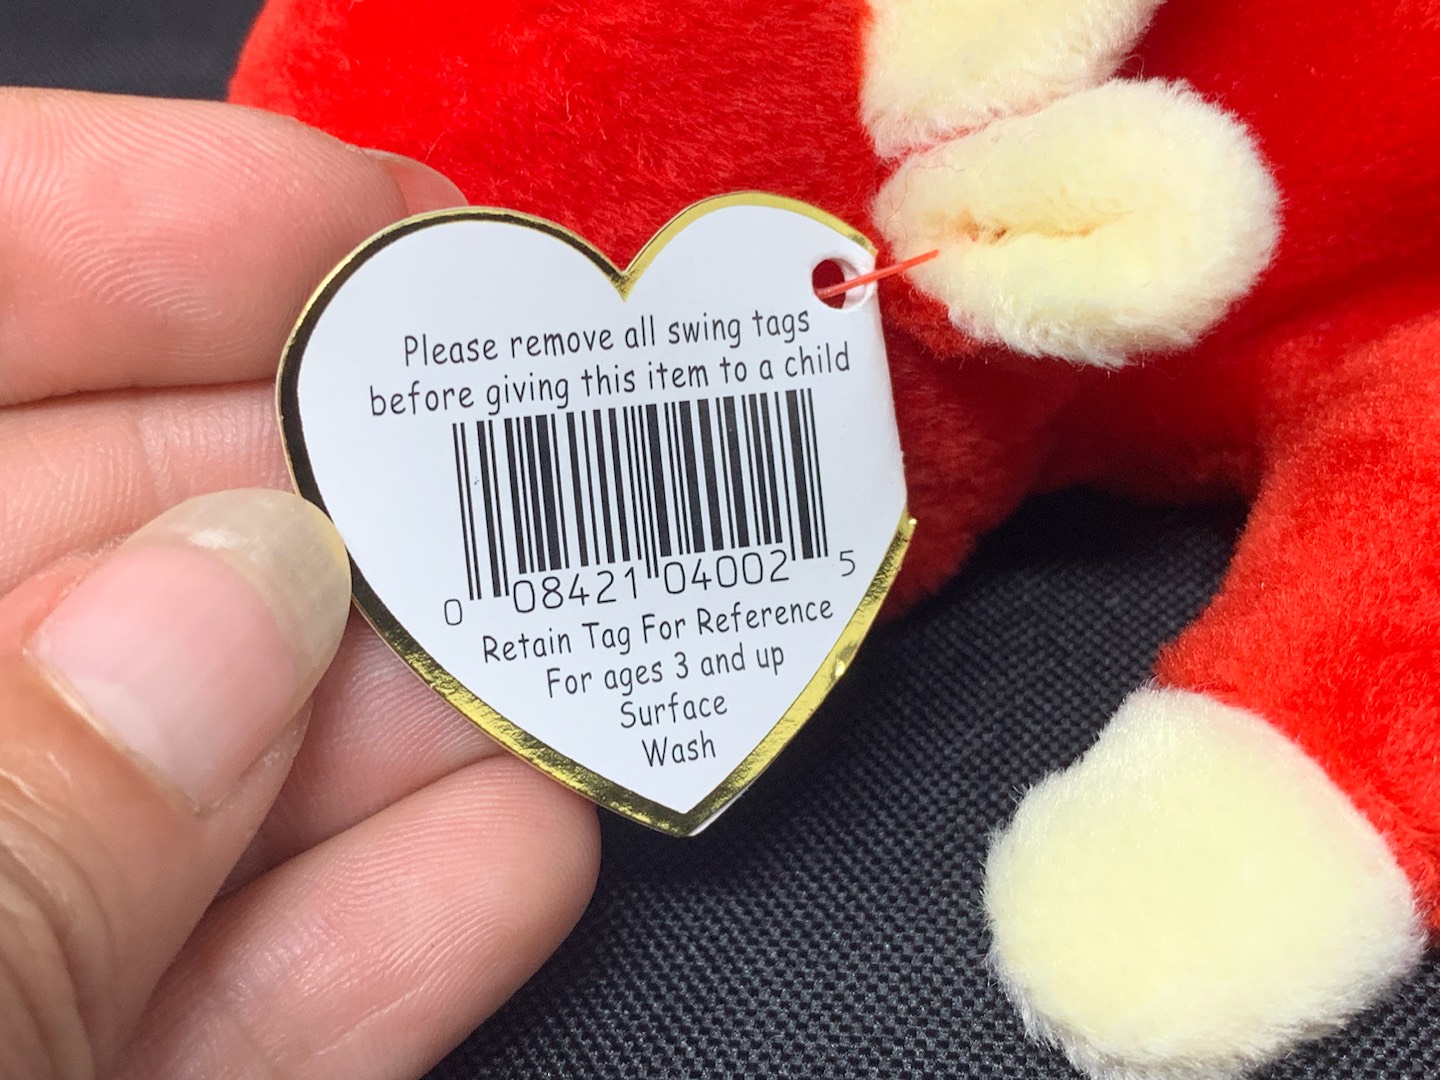 Please remove all swing tags
before giving this item to a child
0 08421 04002 5
Retain Tag For Reference
For ages 3 and up
Surface
Wash